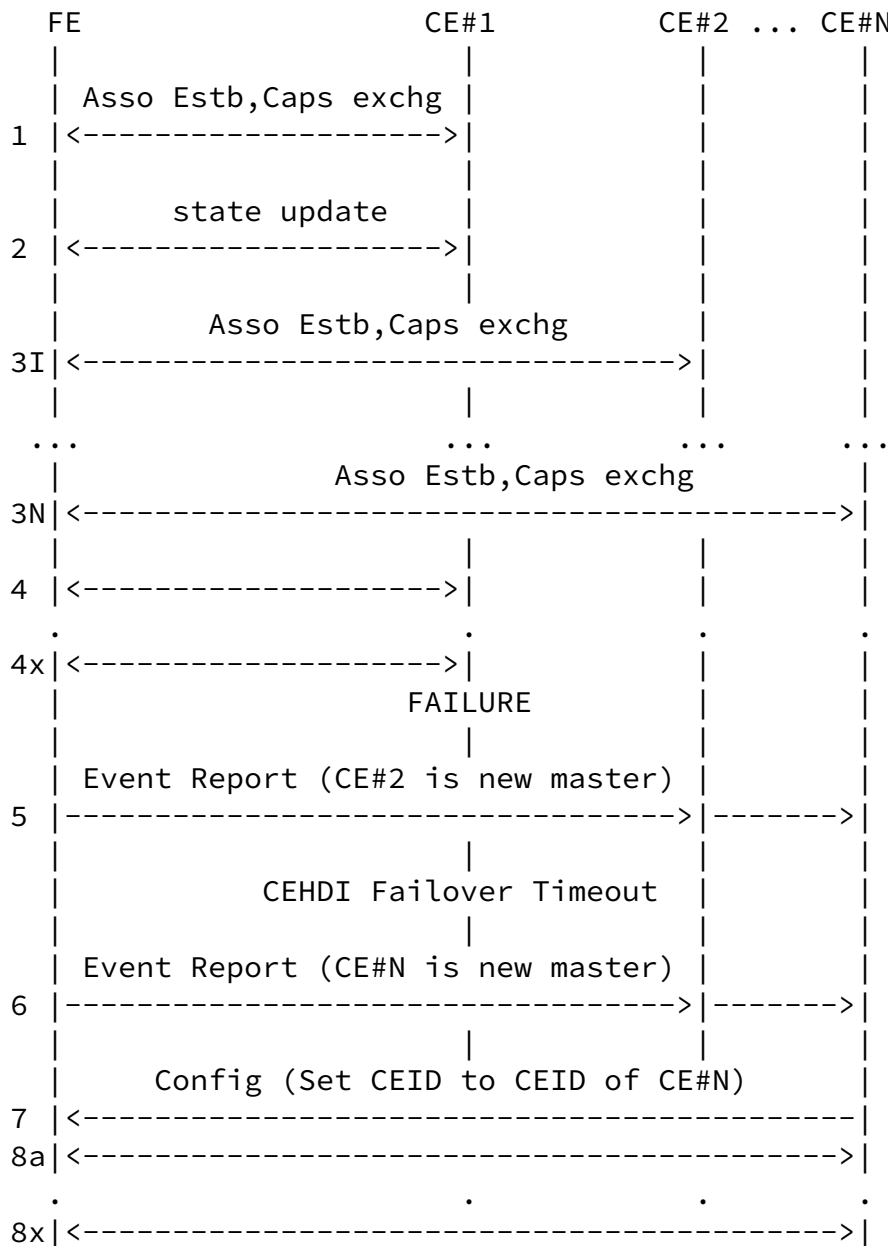 FE CE#1 CE#2 ... CE#N
Asso Estb,Caps exchg
1 |<-------------------->|
state update
2 |<-------------------->|
Asso Estb,Caps exchg
3I|<--------------------------------->|
... ... ... ...
Asso Estb,Caps exchg
3N|<------------------------------------------>|
4 |<-------------------->|
. . . .
4x|<-------------------->|
FAILURE
Event Report (CE#2 is new master)
5 |---------------------------------->|------->|
CEHDI Failover Timeout
Event Report (CE#N is new master)
6 |---------------------------------->|------->|
Config (Set CEID to CEID of CE#N)
7 |<-------------------------------------------|
8a|<------------------------------------------>|
. . . .
8x|<------------------------------------------>|